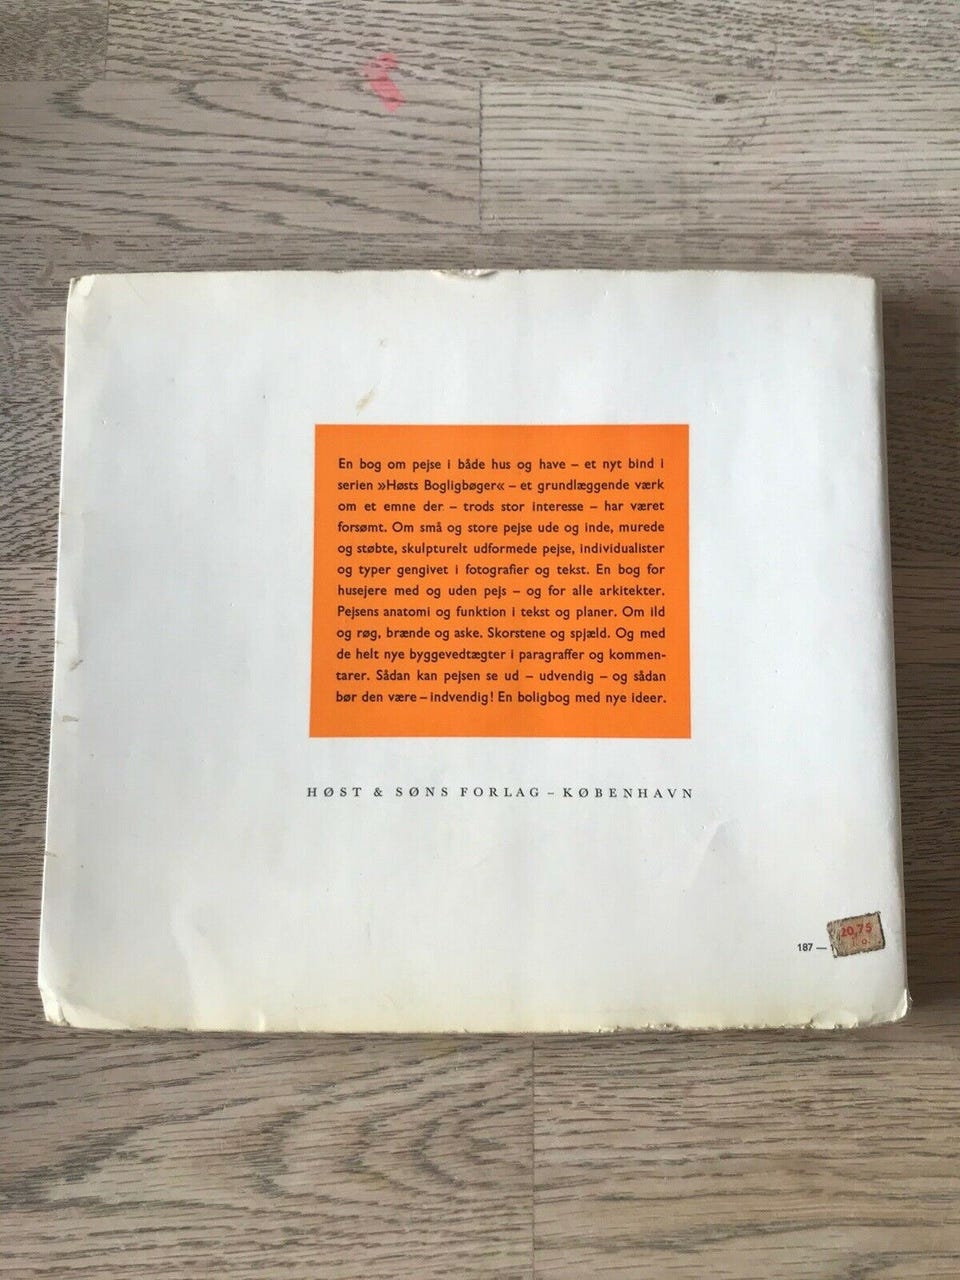 En bog om pejse i både hus og have – et nyt bind i
serien »Høsts Bogligbøger« – et grundlæggende værk
om et emne der – trods stor interesse – har været
forsømt. Om små og store pejse ude og inde, murede
og støbte, skulpturelt udformede pejse, individualister
og typer gengivet i fotografier og tekst. En bog for
husejere med og uden pejs – og for alle arkitekter.
Pejsens anatomi og funktion i tekst og planer. Om ild
og røg, brænde og aske. Skorstene og spjæld. Og med
de helt nye byggevedtægter i paragraffer og kommen-
tarer. Sådan kan pejsen se ud – udvendig – og sådan
bør den være – indvendig! En boligbog med nye ideer.
HØST & SØNS FORLAG – KØBENHAVN
20,75
187 —